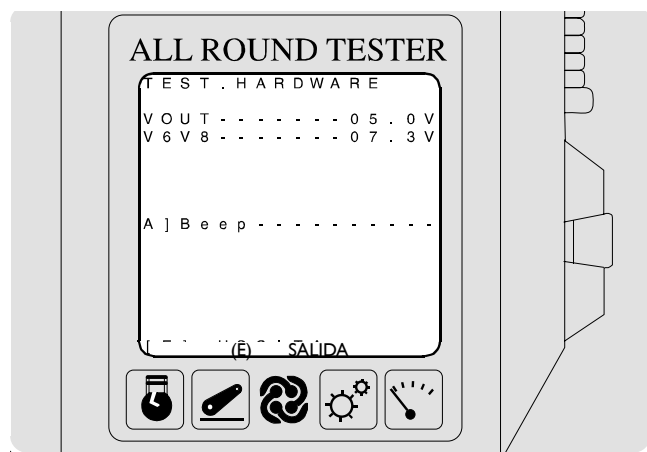 ALL ROUND TESTER
TEST.HARDWARE
VOUT-------05.0V
V6V8-------07.3V
A]Beep----------
(E) SALIDA